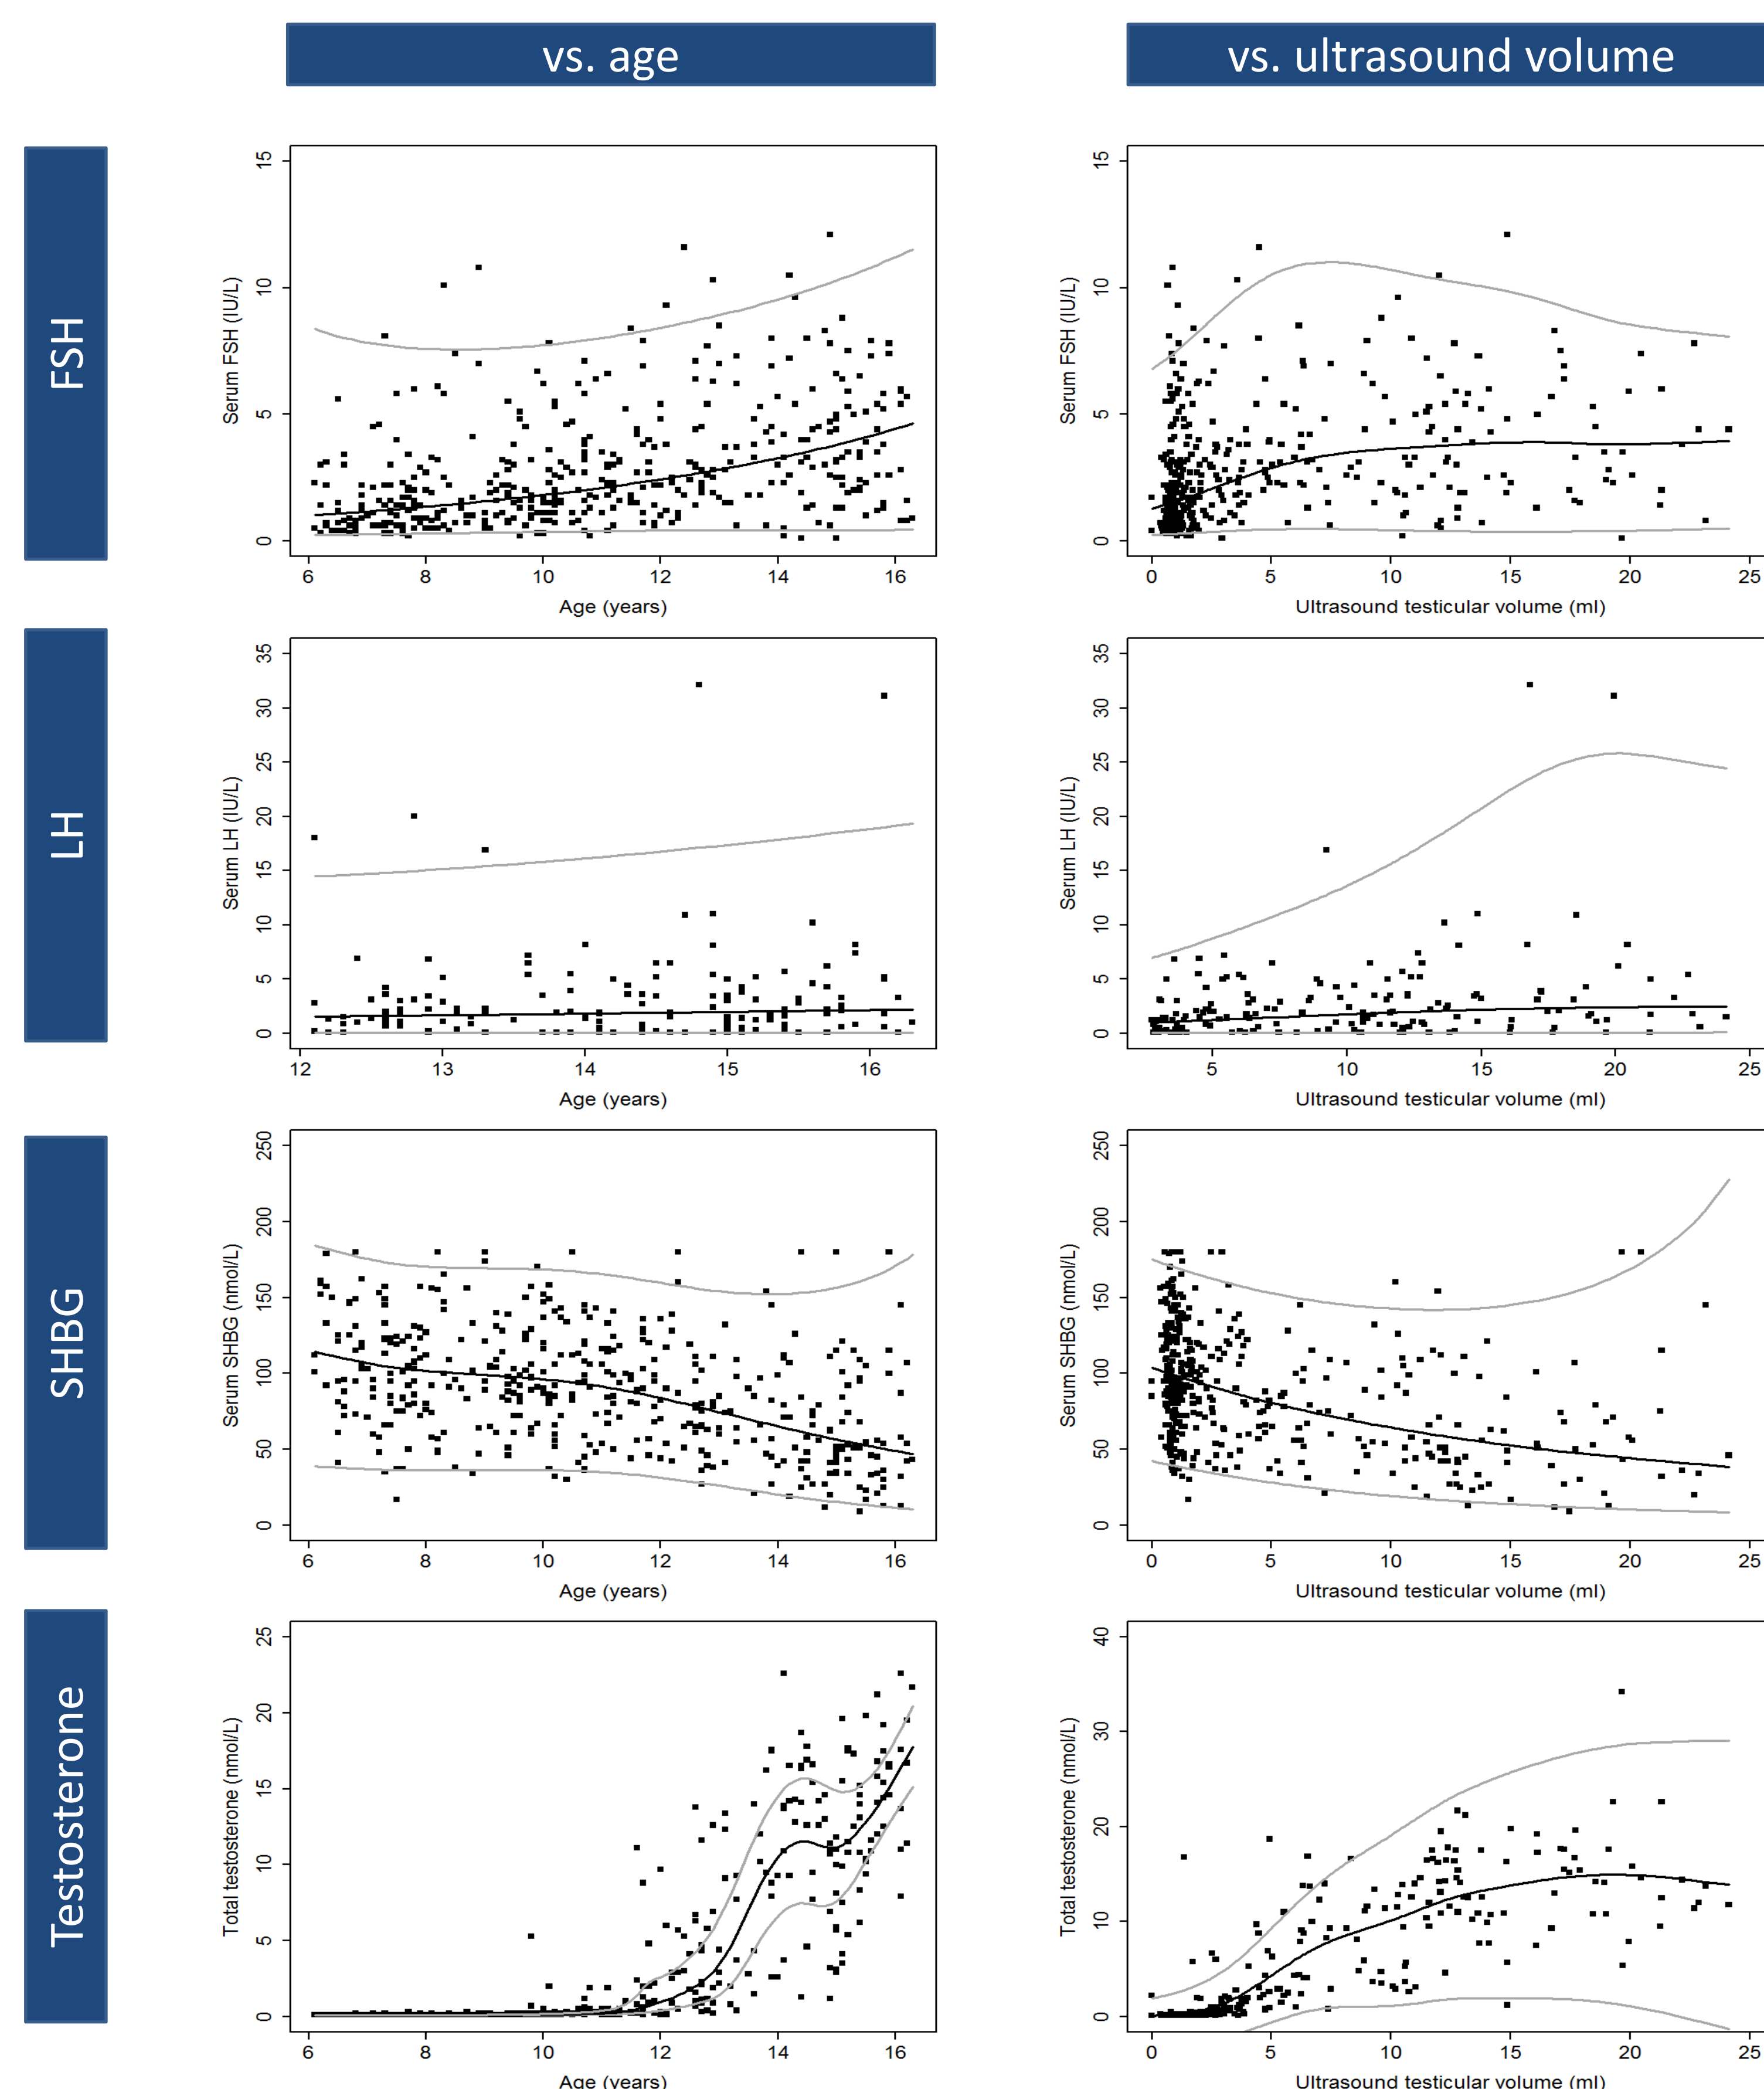 vs. age
vs. ultrasound volume
FSH
Serum FSH (IU/L)
0 5 10 15
6 8 10 12 14 16
Age (years)
Serum FSH (IU/L)
0 5 10 15
0 5 10 15 20 25
Ultrasound testicular volume (ml)
LH
Serum LH (IU/L)
0 5 10 15 20 25 30 35
12 13 14 15 16
Age (years)
Serum LH (IU/L)
0 5 10 15 20 25 30 35
5 10 15 20 25
Ultrasound testicular volume (ml)
SHBG
Serum SHBG (nmol/L)
0 50 100 150 200 250
6 8 10 12 14 16
Age (years)
Serum SHBG (nmol/L)
0 50 100 150 200 250
0 5 10 15 20 25
Ultrasound testicular volume (ml)
Testosterone
Total testosterone (nmol/L)
0 5 10 15 20 25
6 8 10 12 14 16
Age (years)
Total testosterone (nmol/L)
0 10 20 30 40
0 5 10 15 20 25
Ultrasound testicular volume (ml)